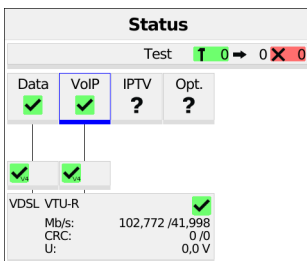 Status
Test 0 0 0
Data VoIP IPTV Opt.
? ?
V4 V4
VDSL VTU-R
Mb/s: 102,772 /41,998
CRC: 0 /0
U: 0,0 V